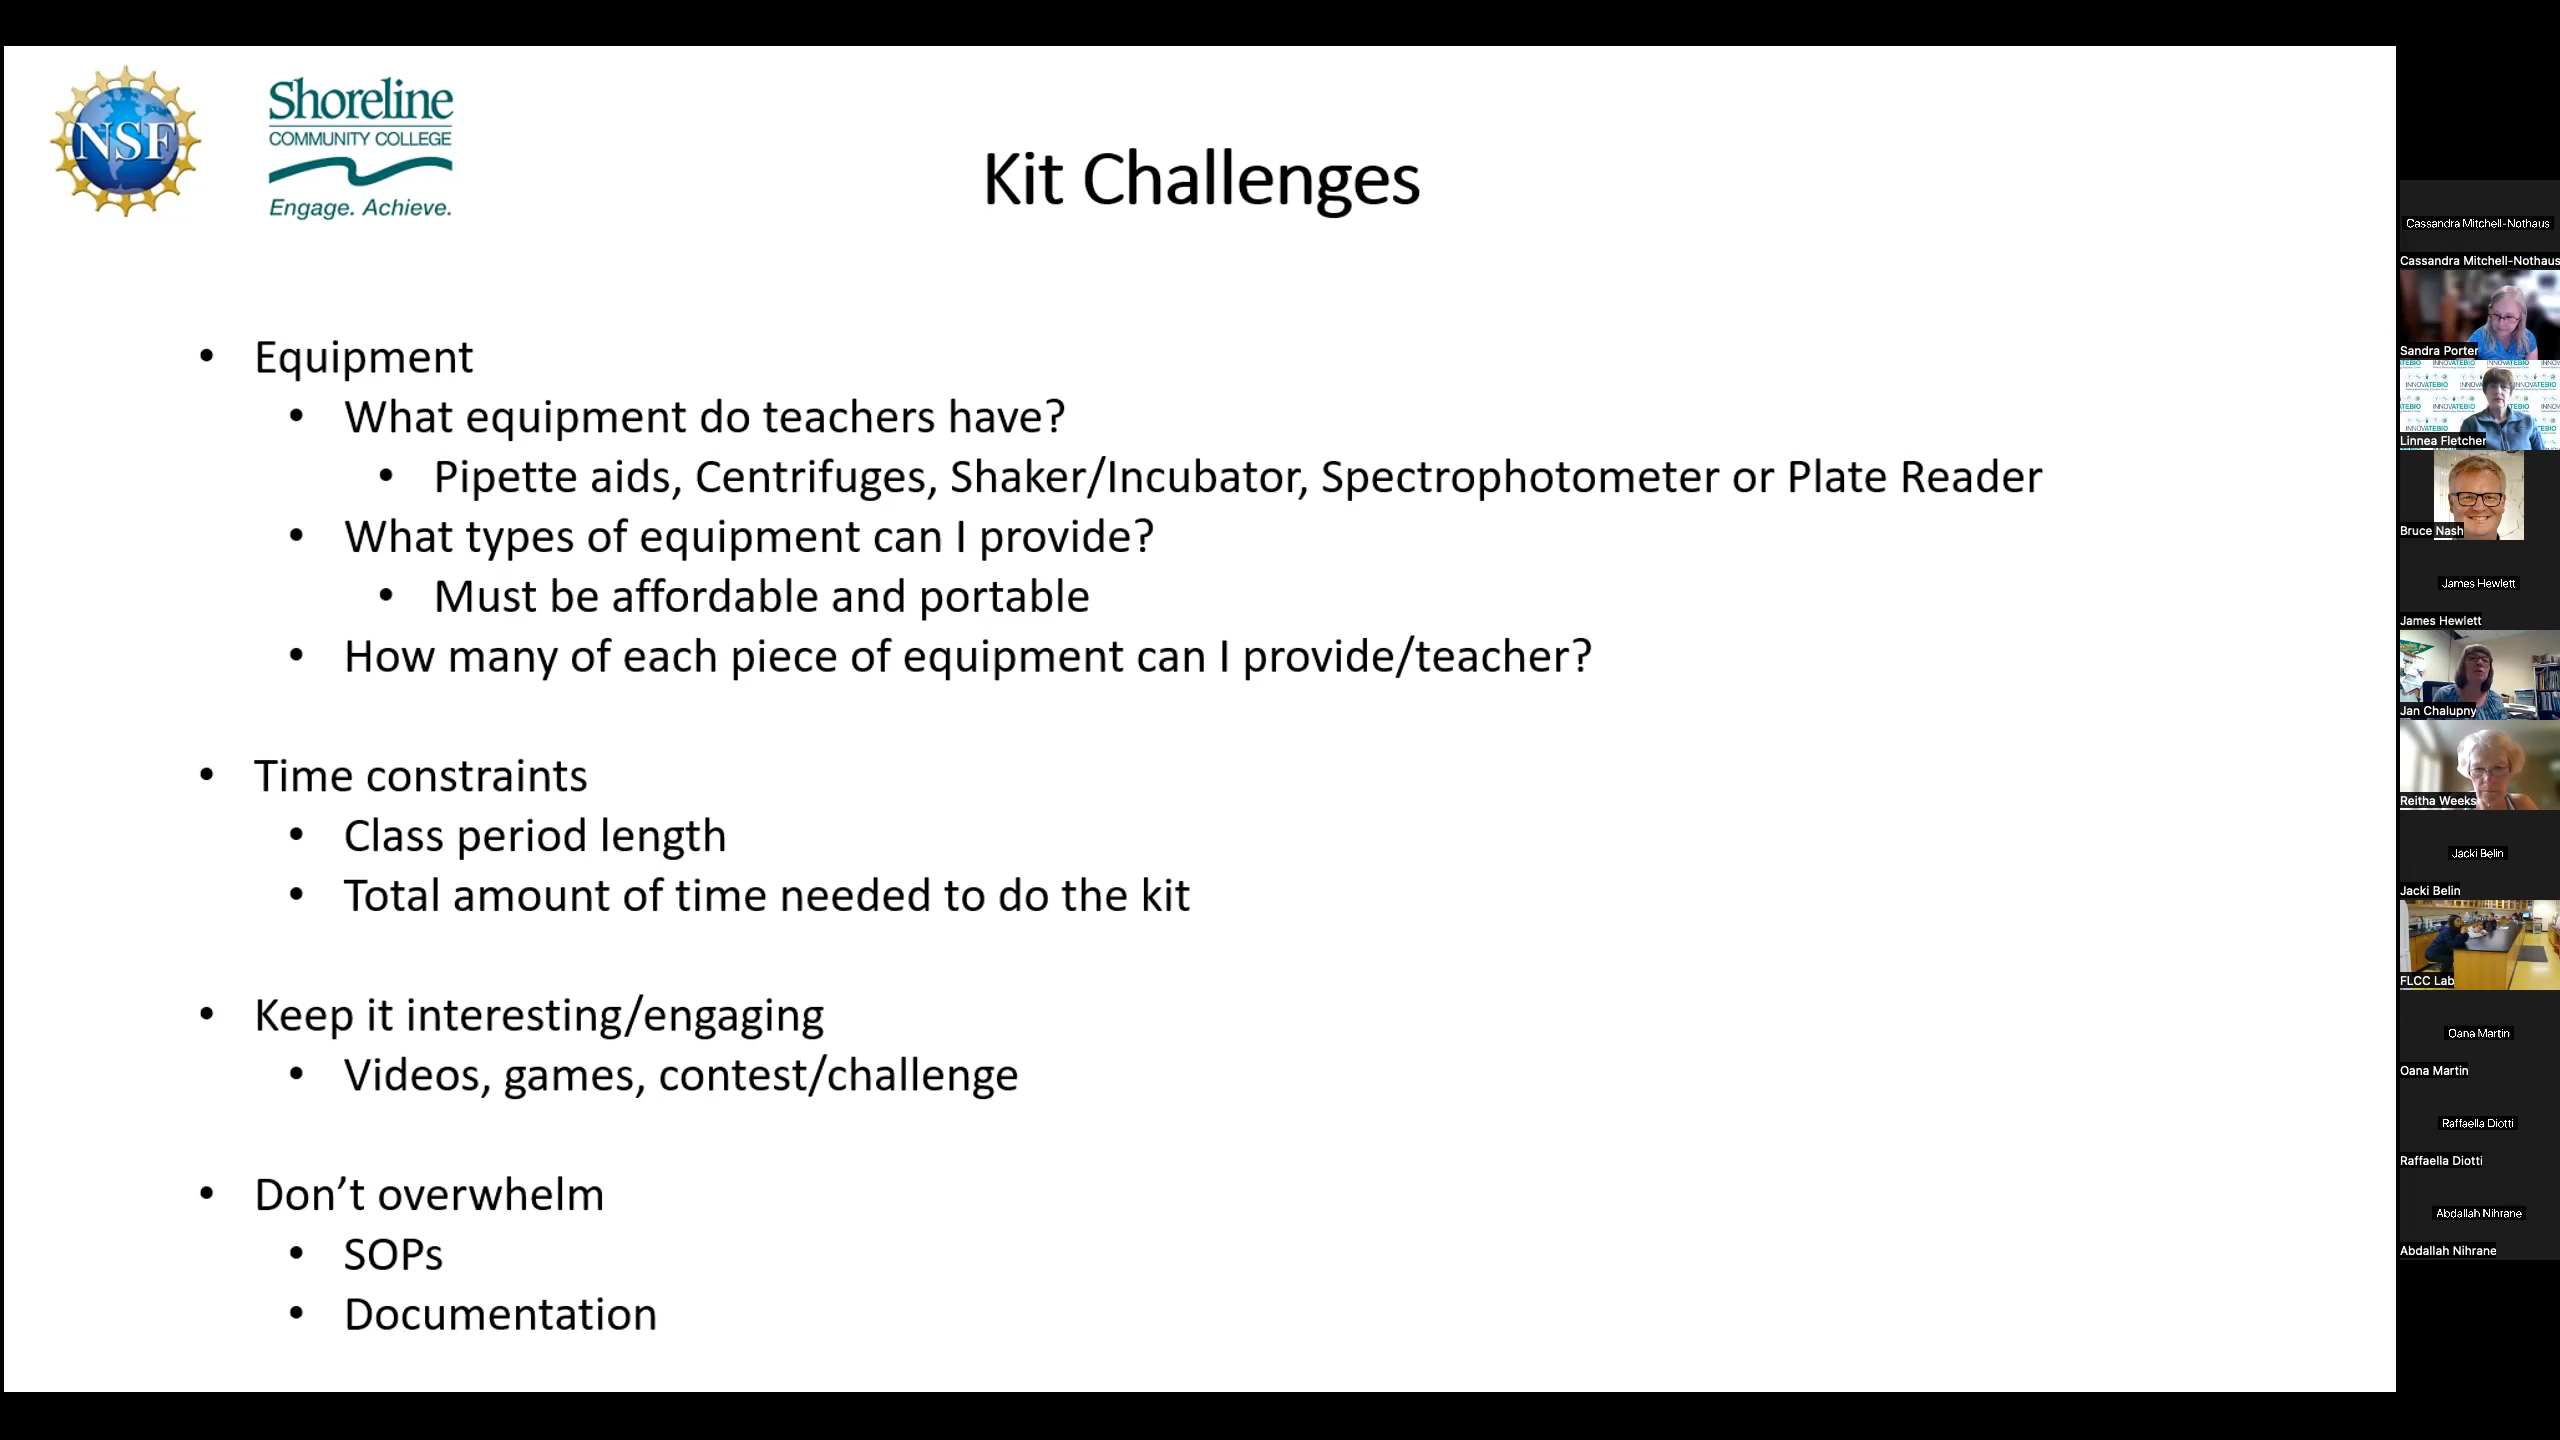 NSF
Shoreline
COMMUNITY COLLEGE
Engage. Achieve.
Kit Challenges
• Equipment
• What equipment do teachers have?
• Pipette aids, Centrifuges, Shaker/Incubator, Spectrophotometer or Plate Reader
• What types of equipment can I provide?
• Must be affordable and portable
• How many of each piece of equipment can I provide/teacher?
• Time constraints
• Class period length
• Total amount of time needed to do the kit
• Keep it interesting/engaging
• Videos, games, contest/challenge
• Don’t overwhelm
• SOPs
• Documentation
Cassandra Mitchell-Nothaus
Cassandra Mitchell-Nothaus
Sandra Porter
INNOVATEBIO
Linnea Fletcher
Bruce Nash
James Hewlett
James Hewlett
Jan Chalupny
Reitha Weeks
Jacki Belin
Jacki Belin
FLCC Lab
Oana Martin
Oana Martin
Raffaella Diotti
Raffaella Diotti
Abdallah Nihrane
Abdallah Nihrane